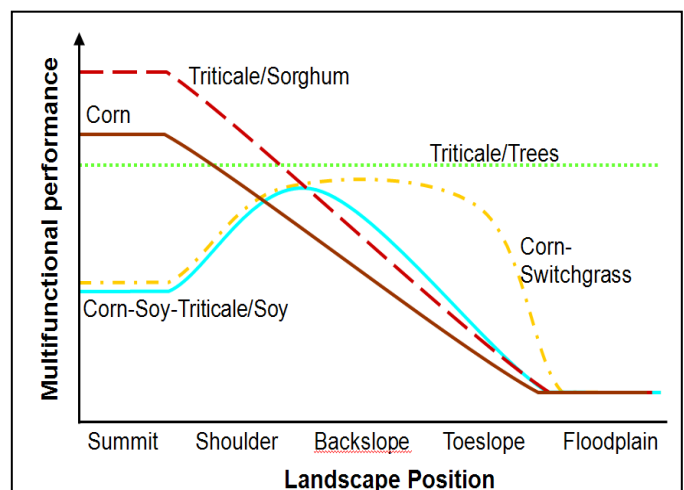 Multifunctional performance
Triticale/Sorghum
Corn
Triticale/Trees
Corn-
Switchgrass
Corn-Soy-Triticale/Soy
Summit Shoulder Backslope Toeslope Floodplain
Landscape Position